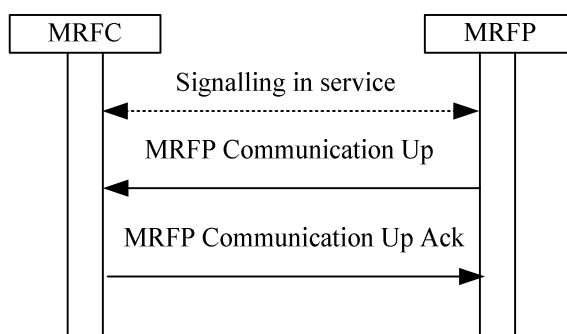 MRFC
MRFP
Signalling in service
MRFP Communication Up
MRFP Communication Up Ack